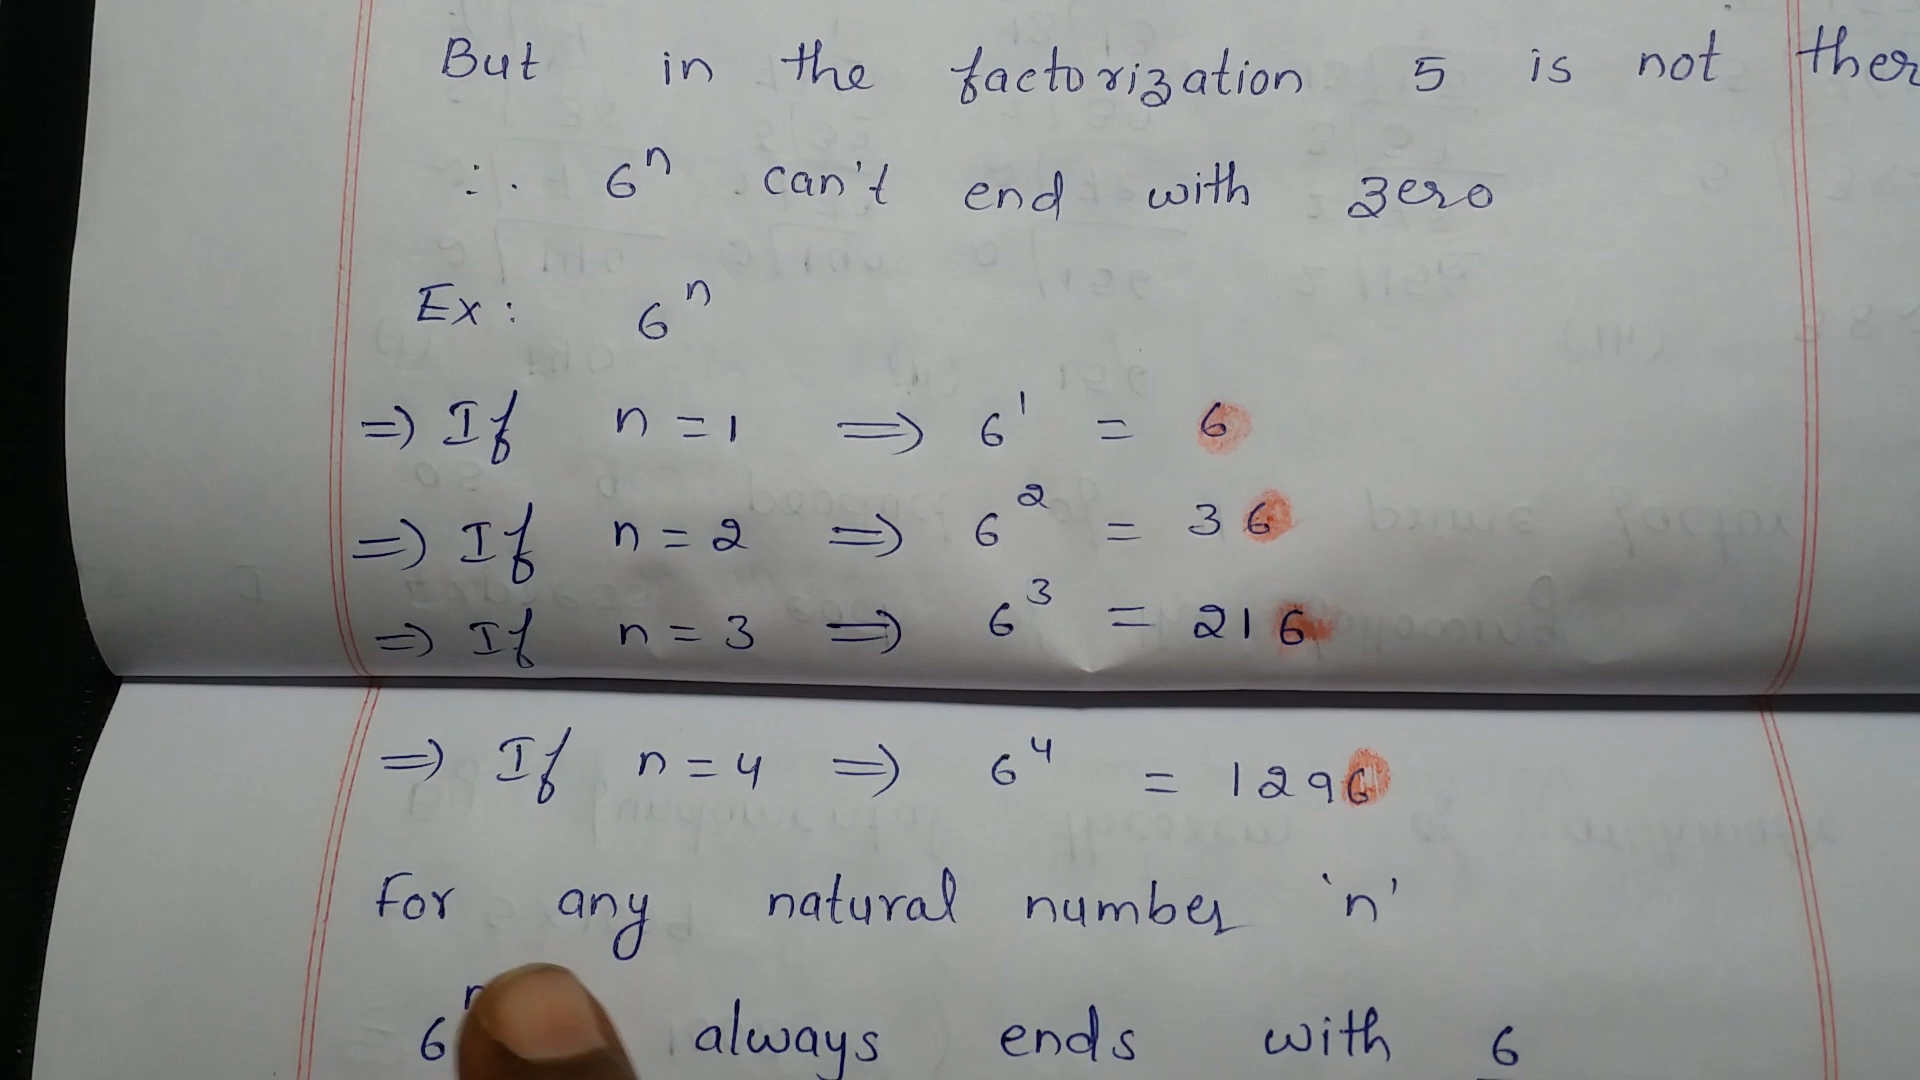 But in the factorization 5 is not ther
∴ 6ⁿ can't end with zero
Ex: 6ⁿ
⇒ If n = 1 ⇒ 6¹ = 6
⇒ If n = 2 ⇒ 6² = 36
⇒ If n = 3 ⇒ 6³ = 216
⇒ If n = 4 ⇒ 6⁴ = 1296
For any natural number 'n'
6ⁿ always ends with 6